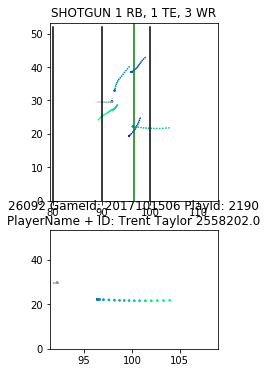 SHOTGUN 1 RB, 1 TE, 3 WR
50
40
30
20
10
0
80 90 100 110
26092 GameId: 2017101506 PlayId: 2190
PlayerName + ID: Trent Taylor 2558202.0
40
20
0
95 100 105